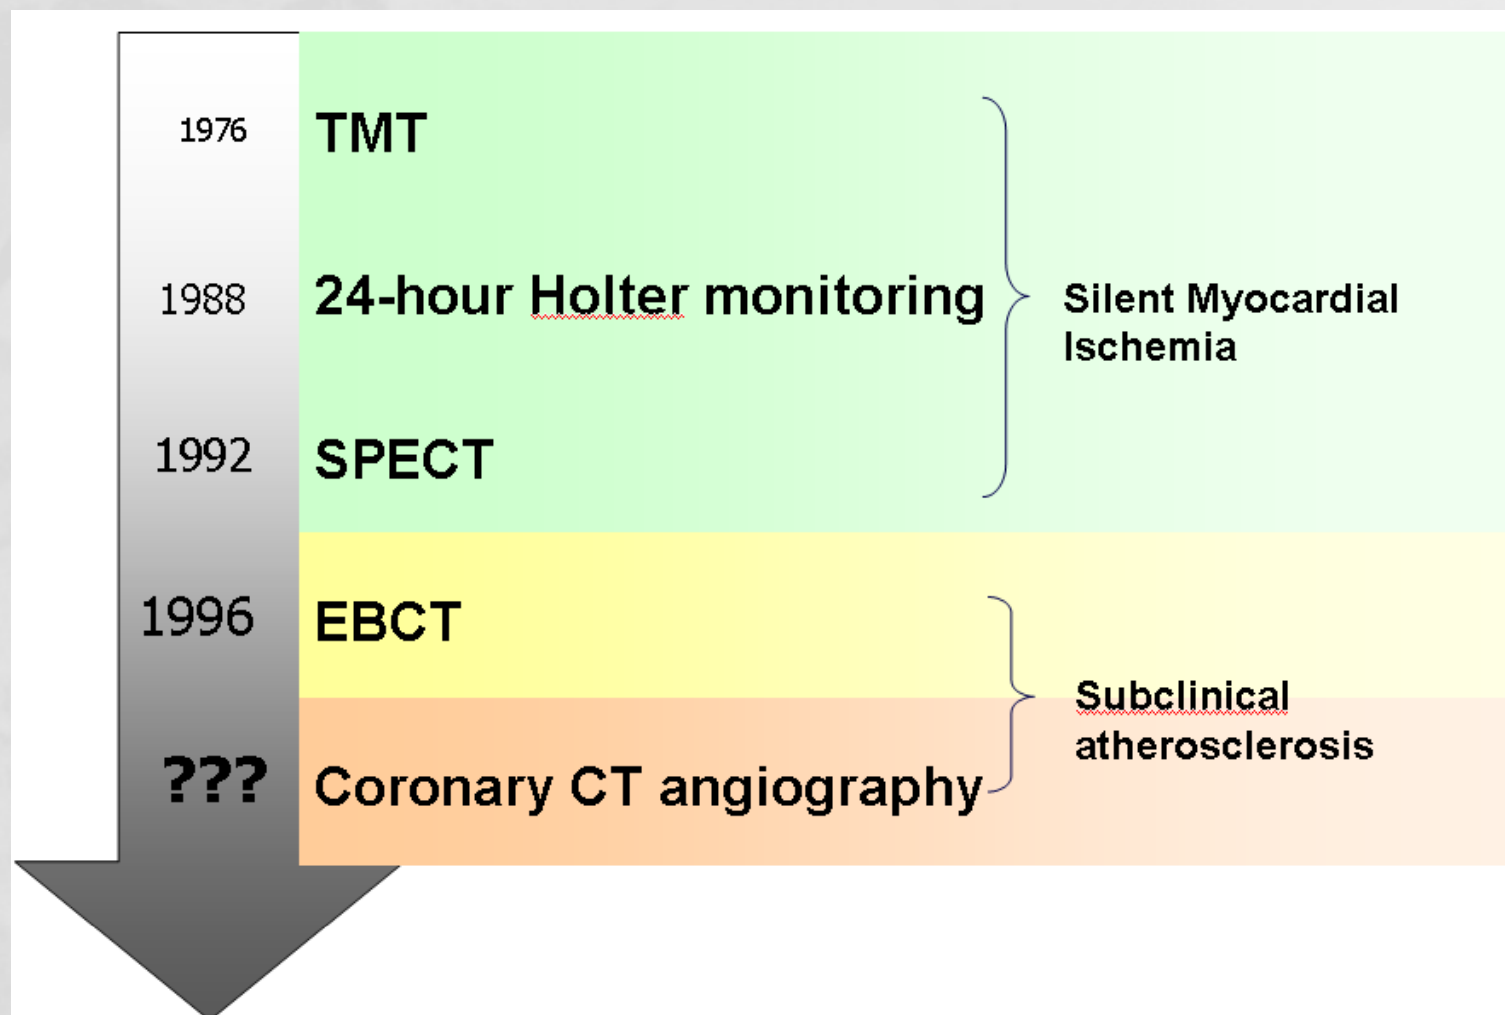 1976 TMT
1988 24-hour Holter monitoring
Silent Myocardial
Ischemia
1992 SPECT
1996 EBCT
Subclinical
atherosclerosis
??? Coronary CT angiography